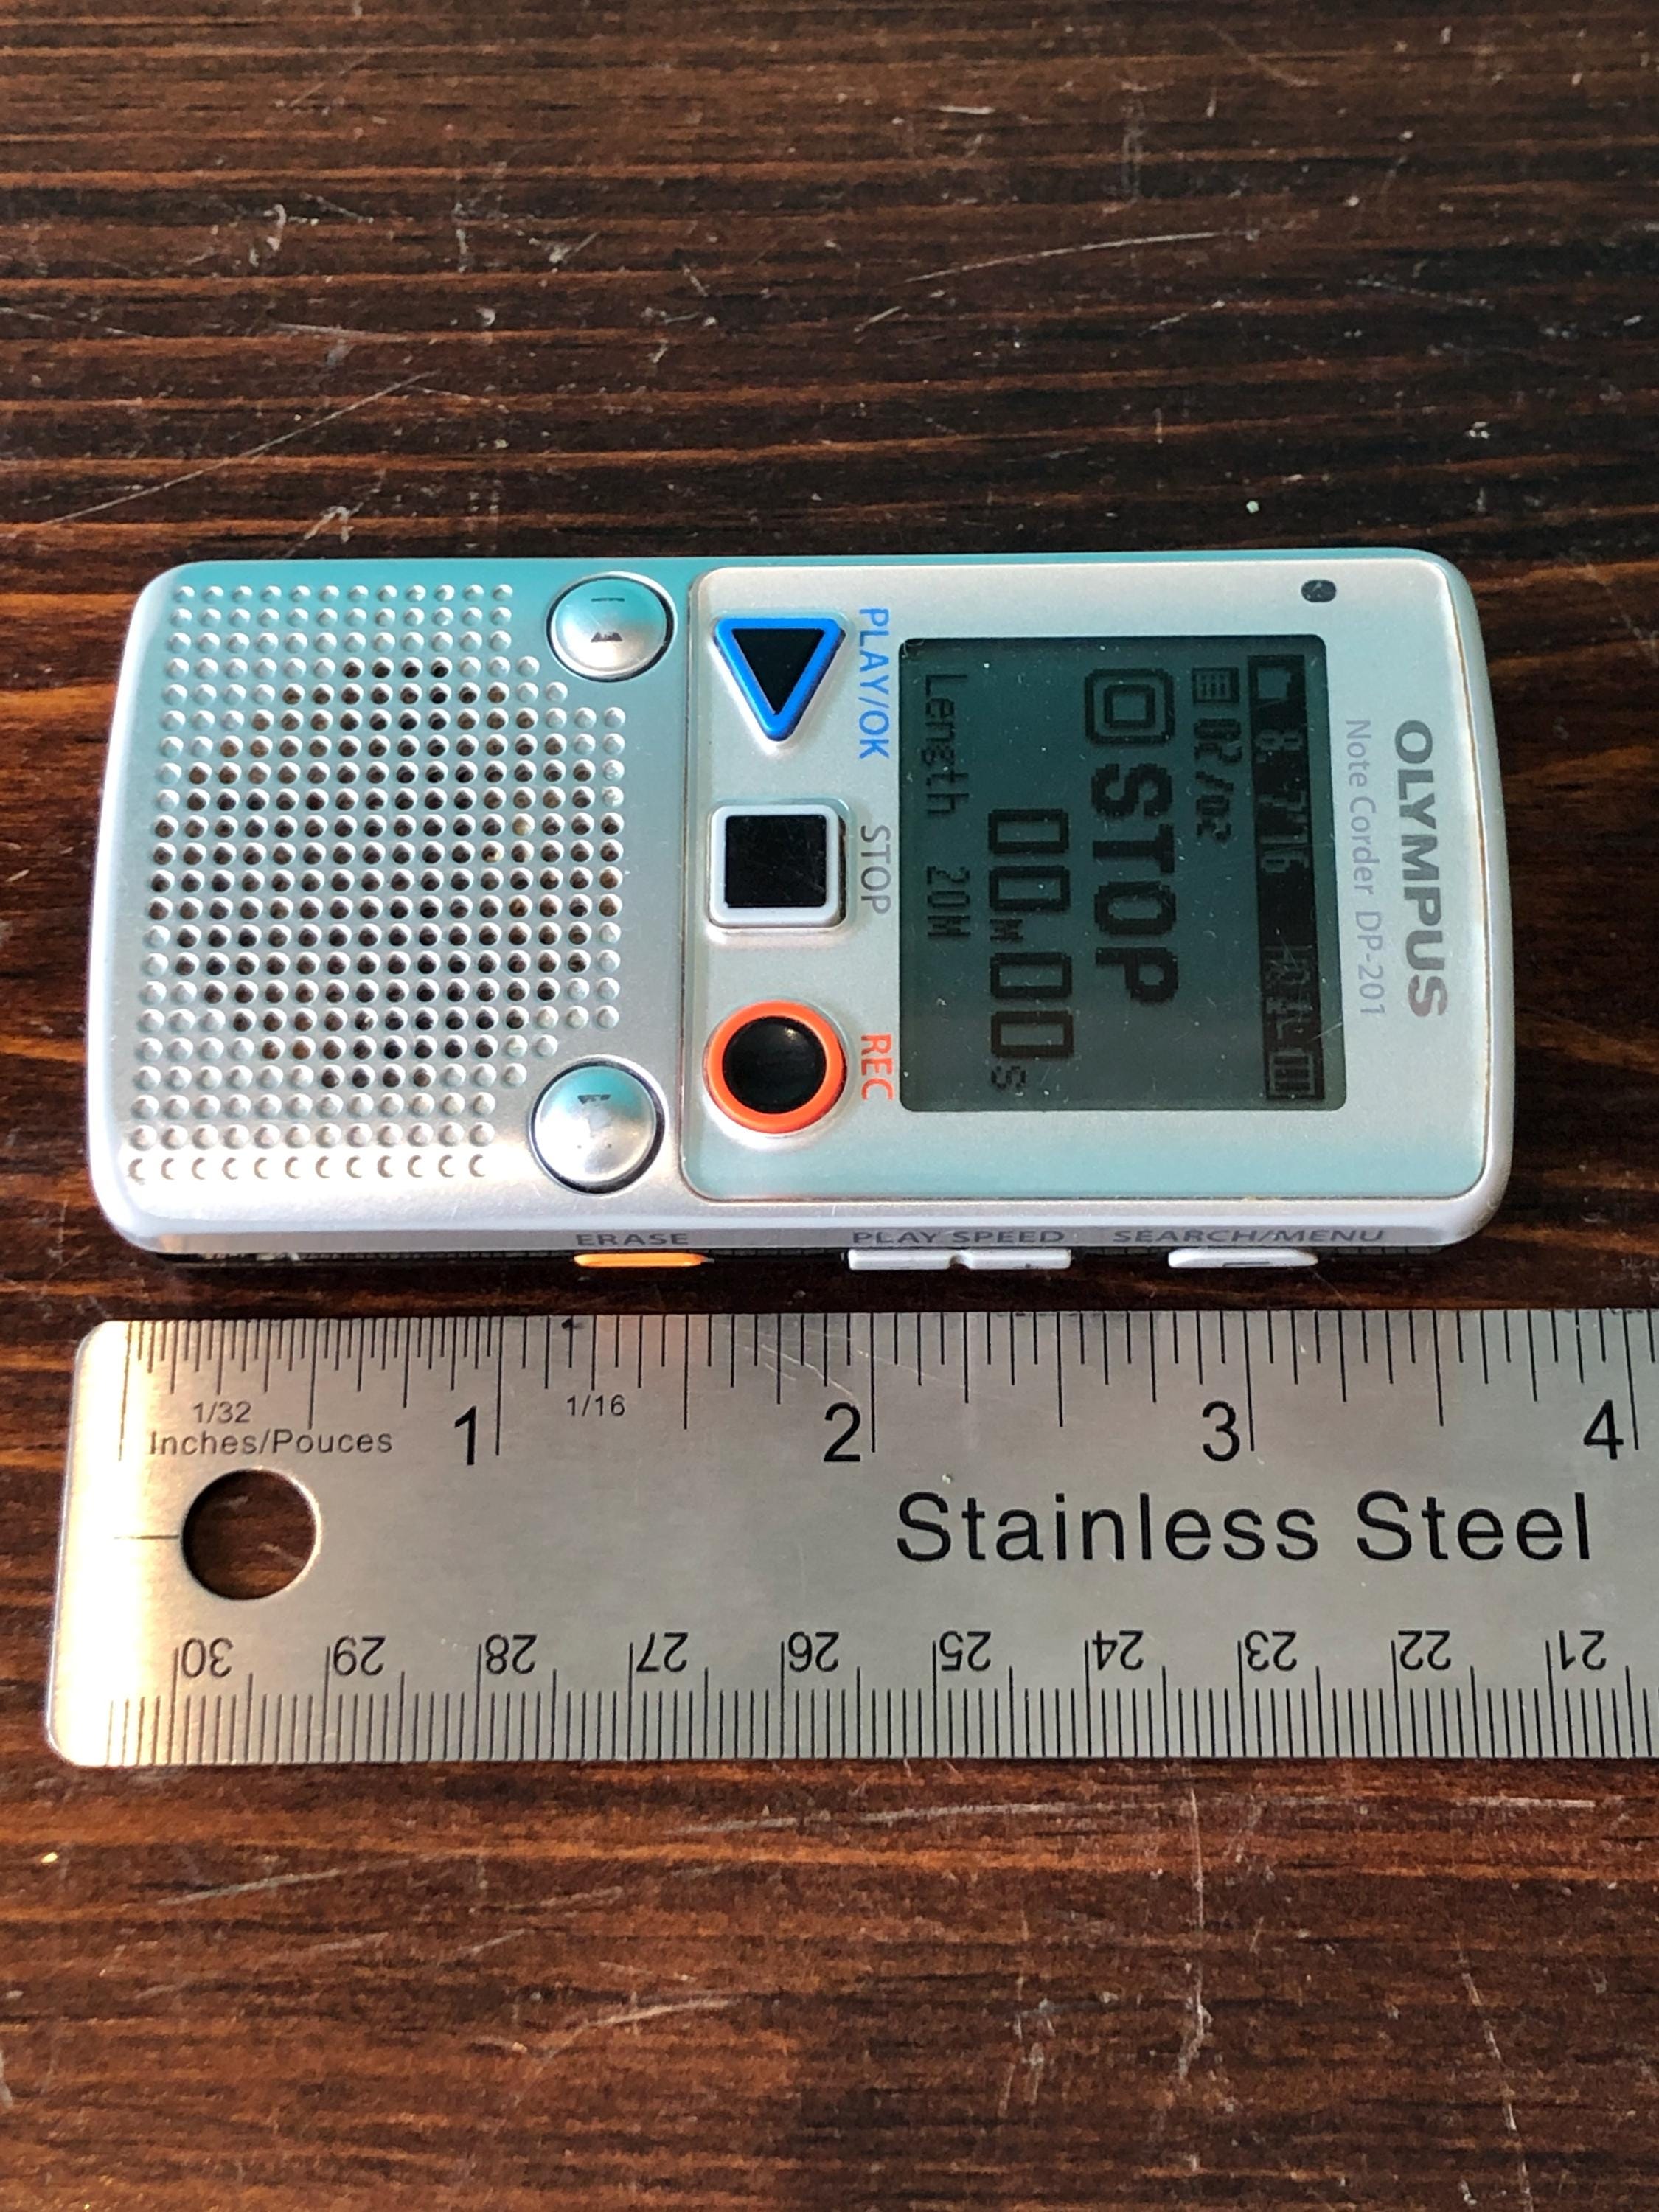 OLYMPUS
Note Corder DP-201
02/02
STOP
00M00S
Length 20M
PLAY/OK
STOP
REC
ERASE
PLAY SPEED
SEARCH/MENU
1/32
1/16
Inches/Pouces
1 2 3 4
Stainless Steel
30 29 28 27 26 25 24 23 22 21